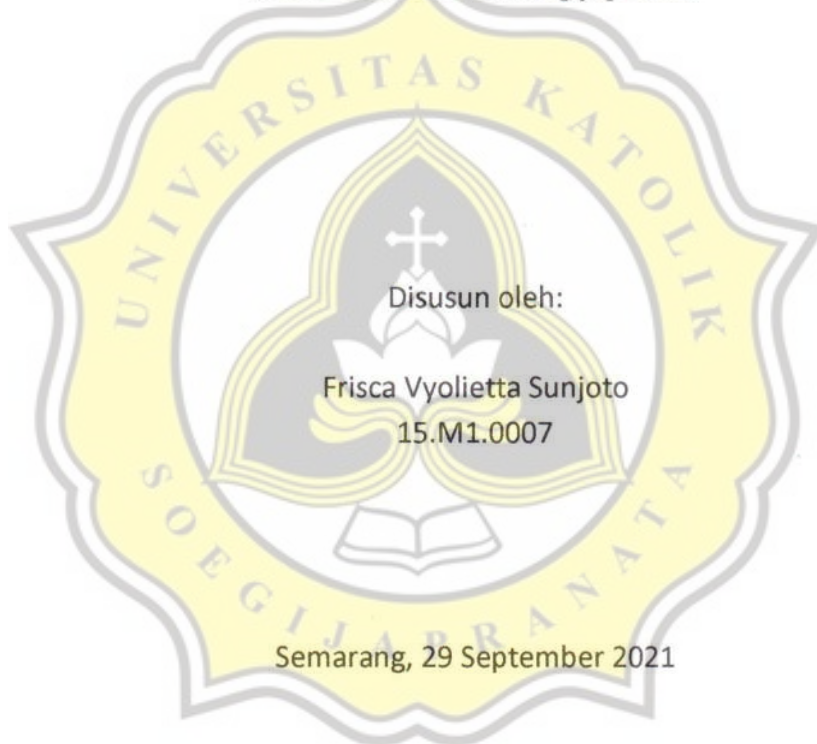 UNIVERSITAS KATOLIK
Disusun oleh:
Frisca Vyolietta Sunjoto
15.M1.0007
SOEGIJAPRANATA
Semarang, 29 September 2021